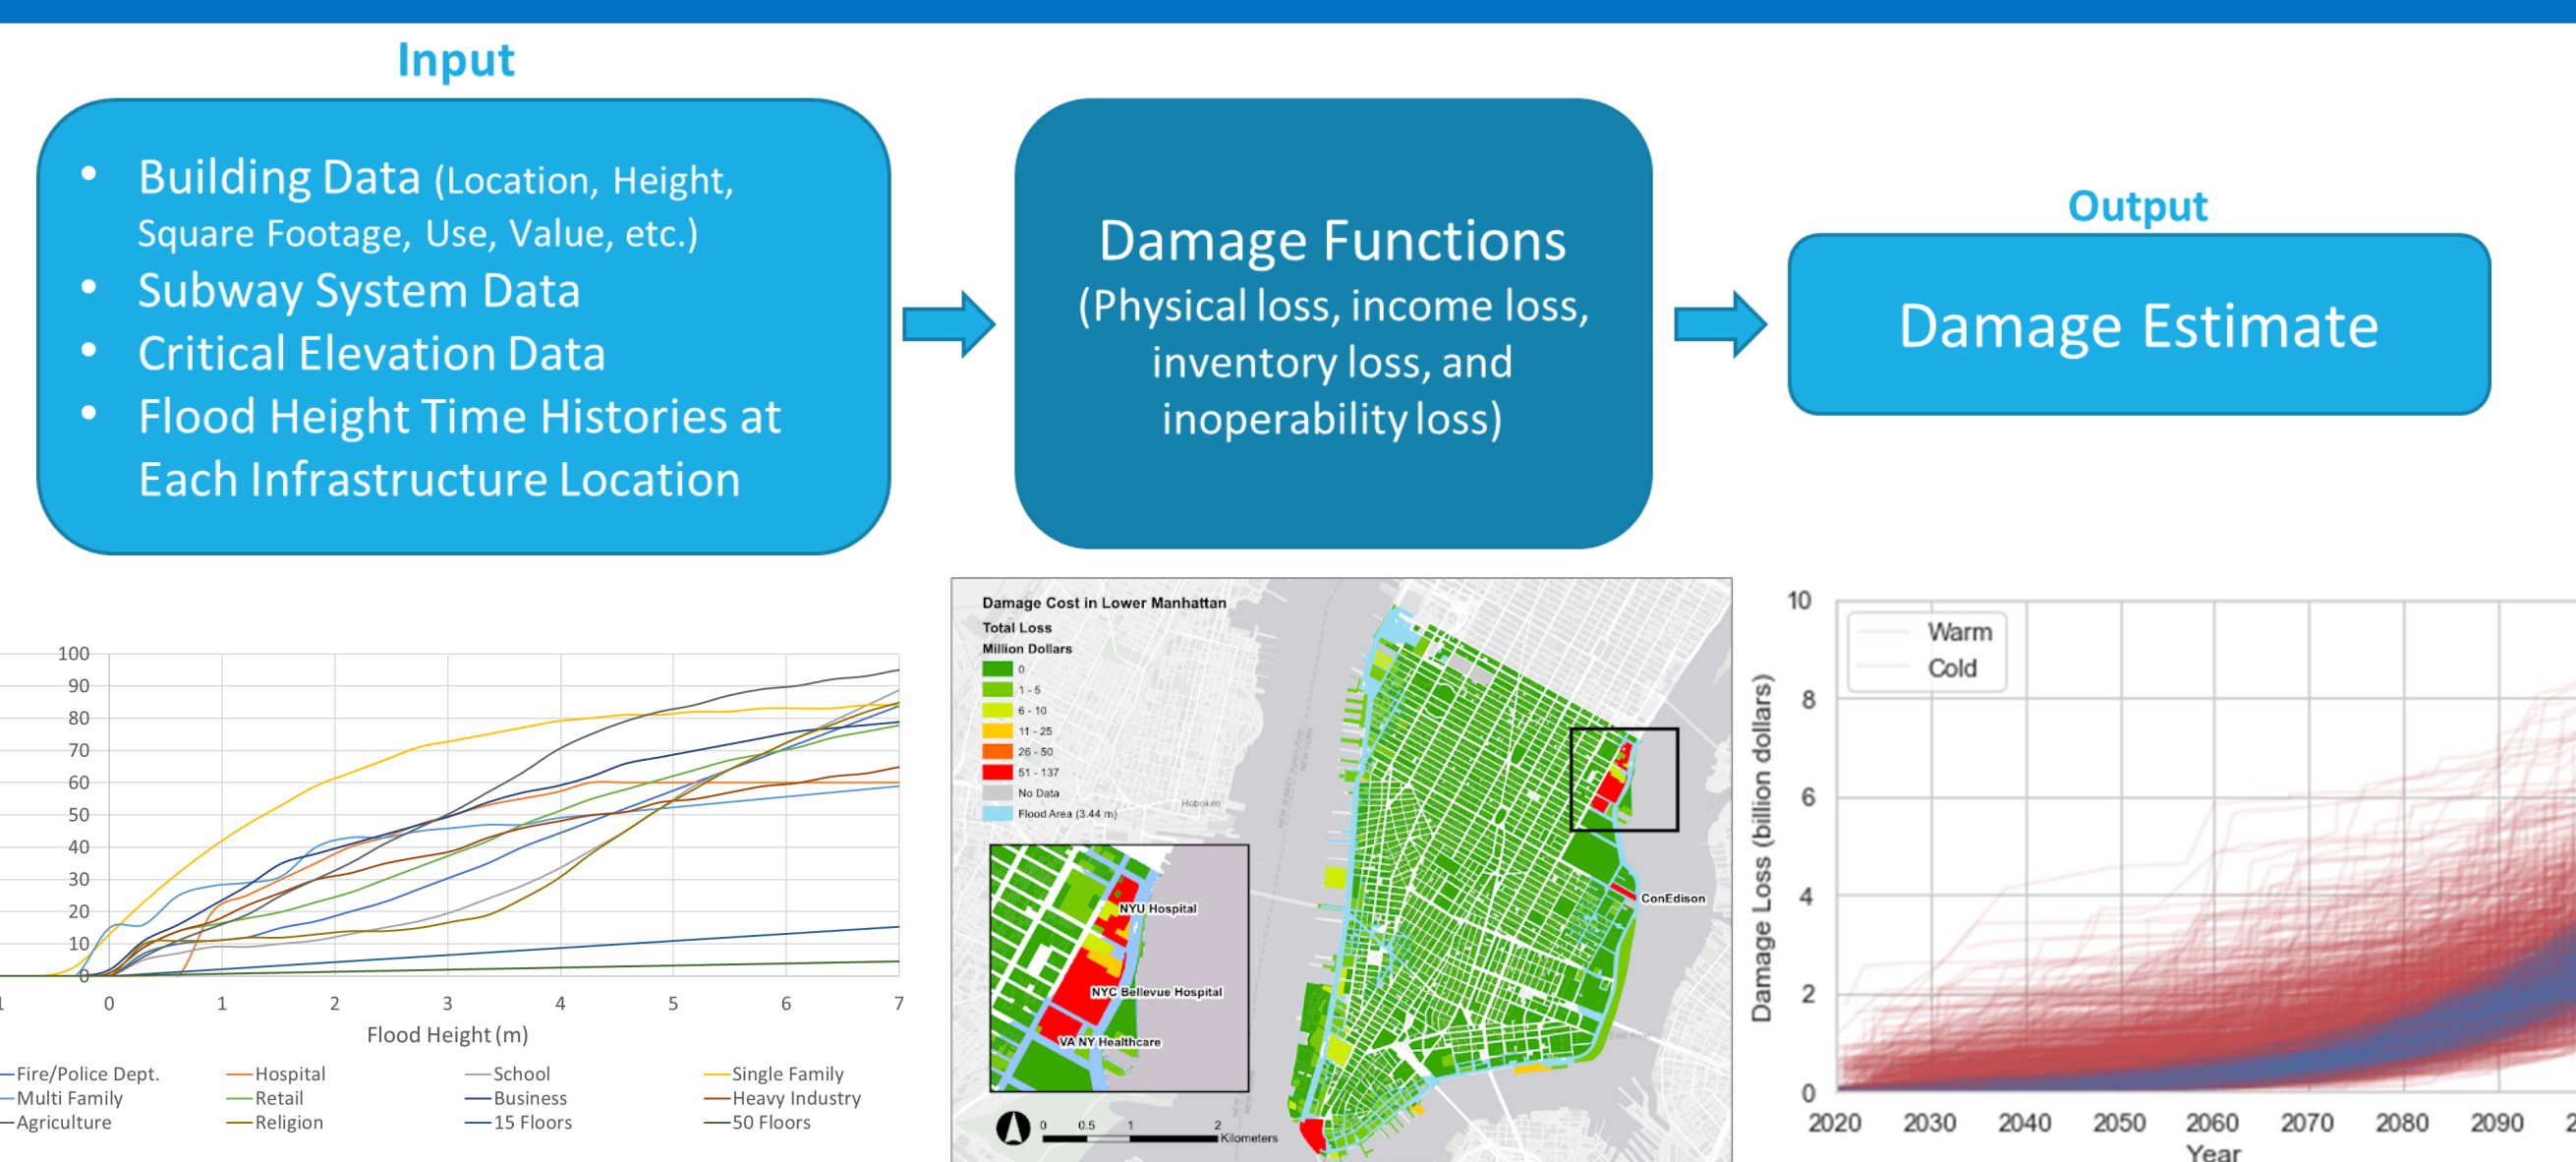 Input
• Building Data (Location, Height,
Square Footage, Use, Value, etc.)
• Subway System Data
• Critical Elevation Data
• Flood Height Time Histories at
Each Infrastructure Location
Damage Functions
(Physical loss, income loss,
inventory loss, and
inoperability loss)
Output
Damage Estimate
100
90
80
70
60
50
40
30
20
10
0
0 1 2 3 4 5 6 7
Flood Height (m)
Fire/Police Dept. Hospital School Single Family
Multi Family Retail Business Heavy Industry
Agriculture Religion 15 Floors 50 Floors
Damage Cost in Lower Manhattan
Total Loss
Million Dollars
0
1 - 5
6 - 10
11 - 25
26 - 50
51 - 137
No Data
Flood Area (3.44 m)
Hoboken
ConEdison
NYU Hospital
NYC Bellevue Hospital
VA NY Healthcare
0 0.5 1 2
Kilometers
Damage Loss (billion dollars)
10
8
6
4
2
0
Warm
Cold
2020 2030 2040 2050 2060 2070 2080 2090
Year